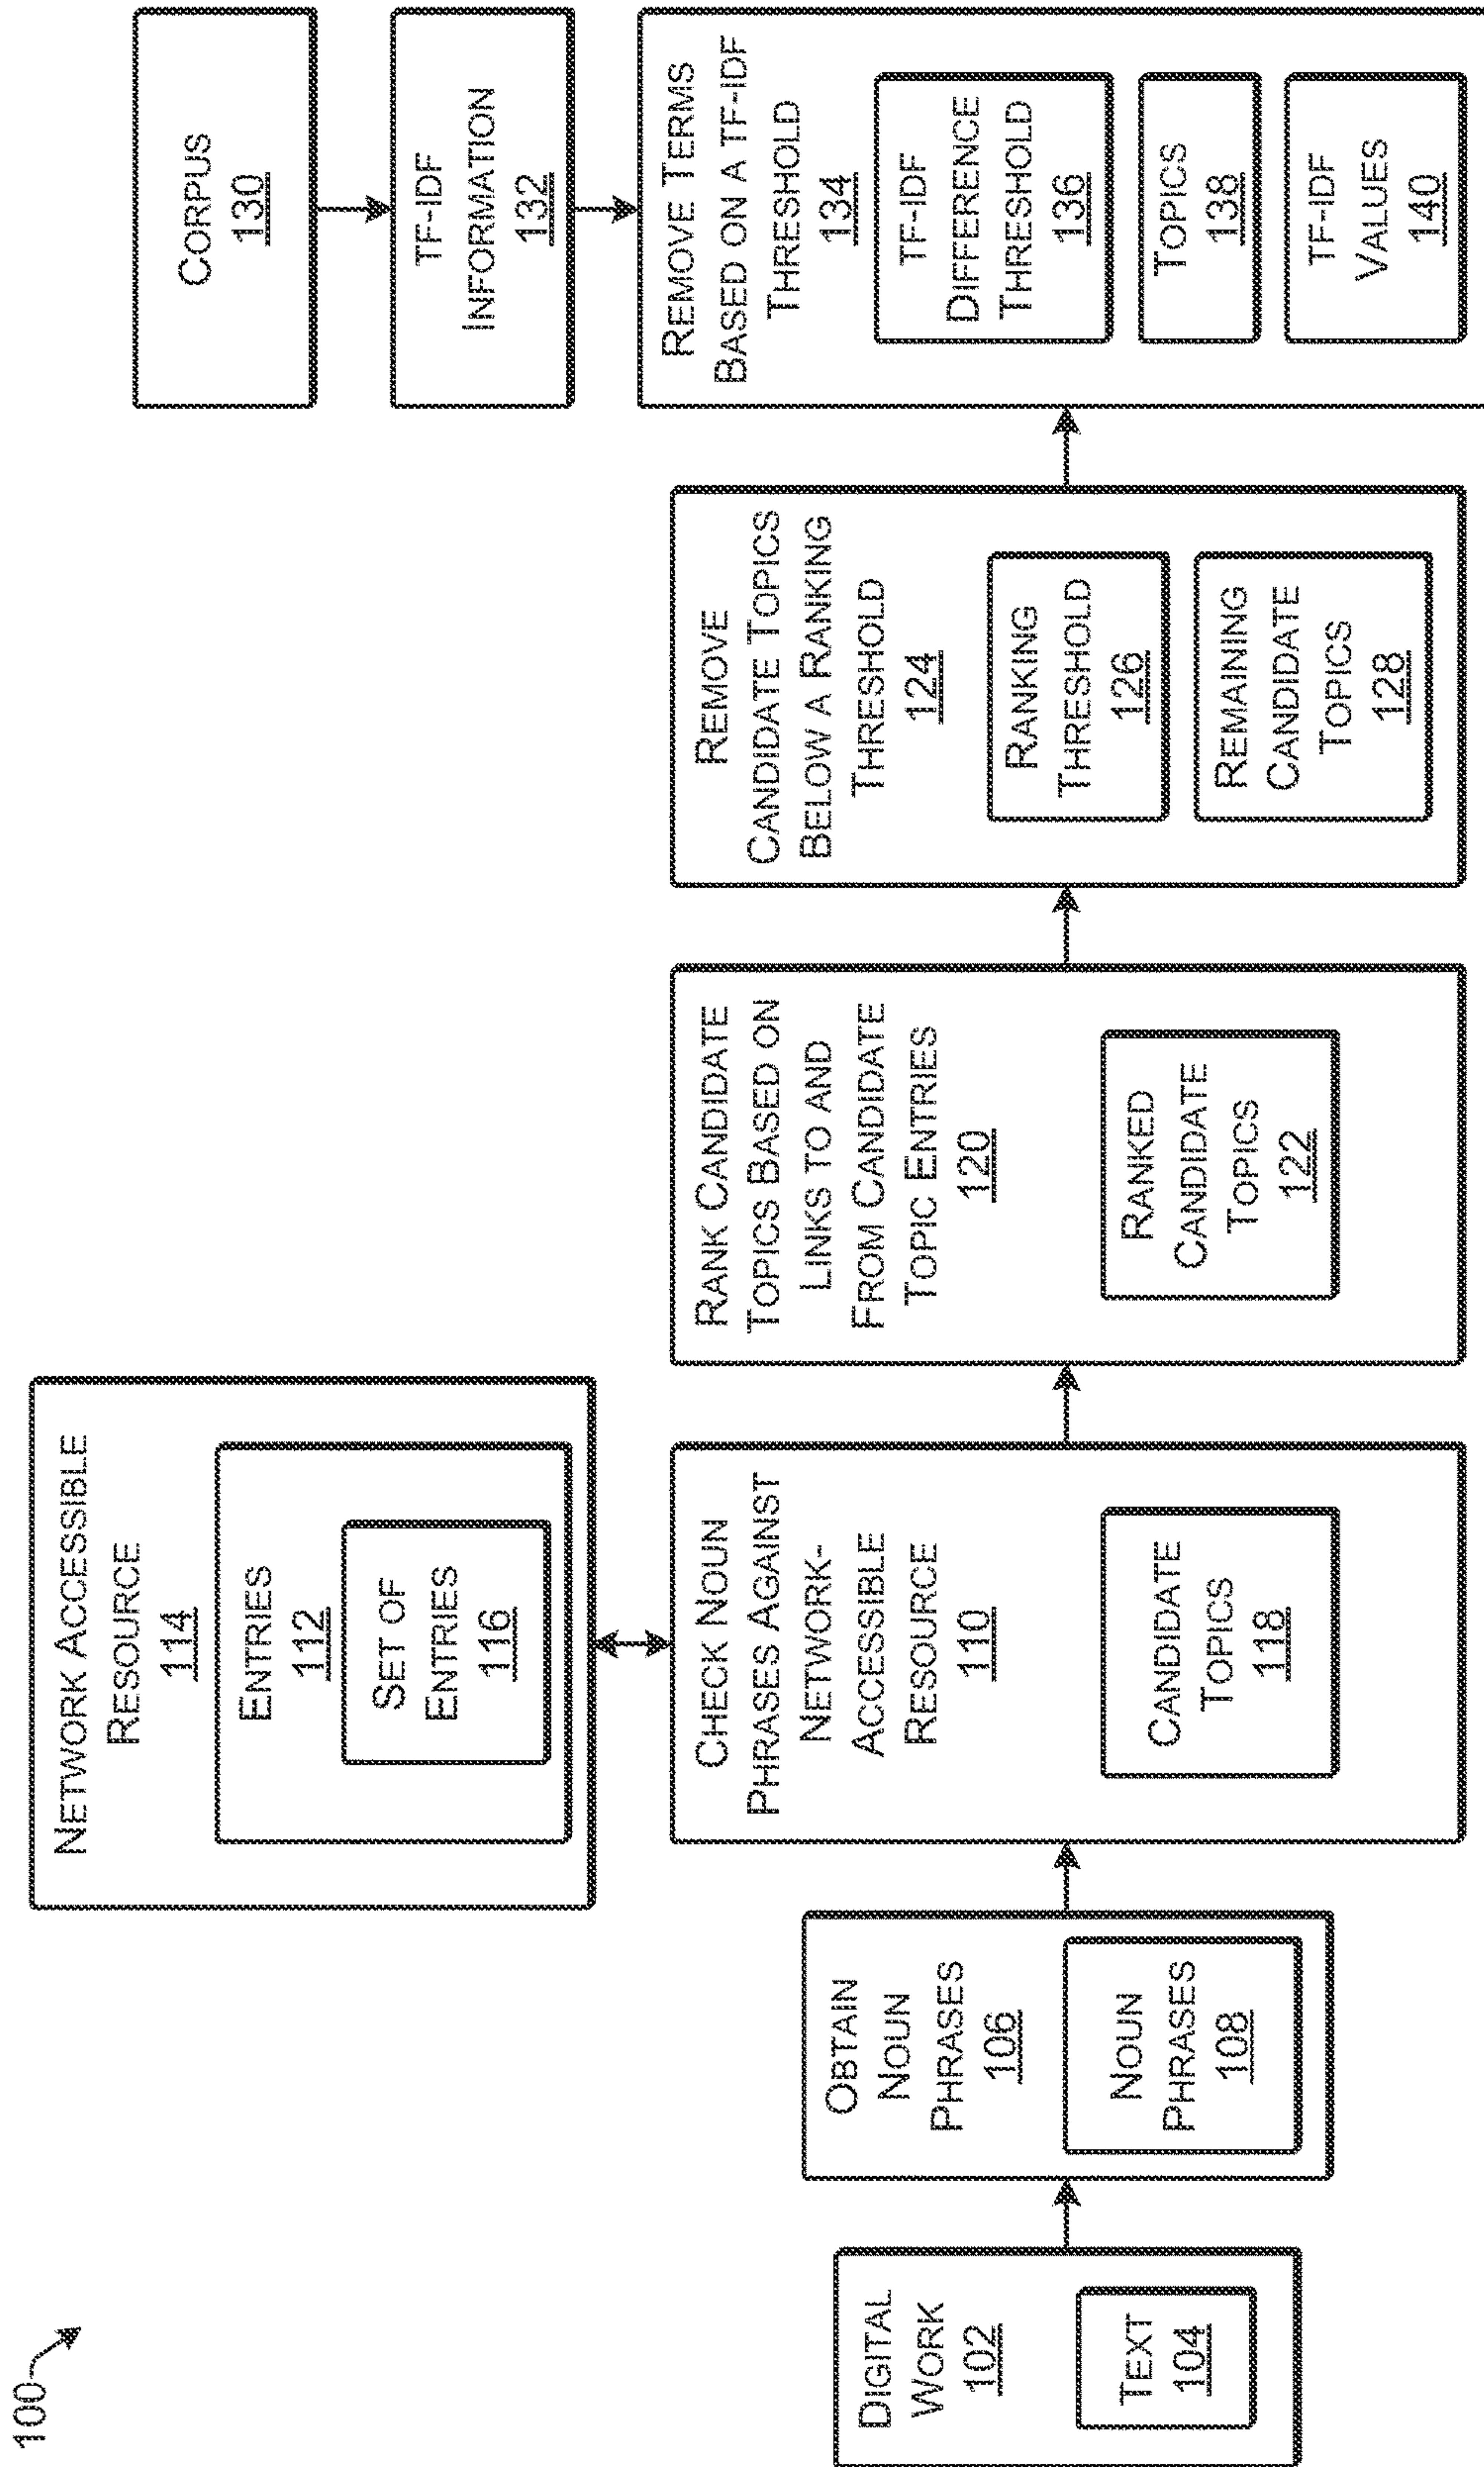 100
NETWORK ACCESSIBLE
RESOURCE
114
ENTRIES
112
SET OF
ENTRIES
116
CORPUS
130
TF-IDF
INFORMATION
132
DIGITAL
WORK
102
TEXT
104
OBTAIN
NOUN
PHRASES
106
NOUN
PHRASES
108
CHECK NOUN
PHRASES AGAINST
NETWORK-
ACCESSIBLE
RESOURCE
110
CANDIDATE
TOPICS
118
RANK CANDIDATE
TOPICS BASED ON
LINKS TO AND
FROM CANDIDATE
TOPIC ENTRIES
120
RANKED
CANDIDATE
TOPICS
122
REMOVE
CANDIDATE TOPICS
BELOW A RANKING
THRESHOLD
124
RANKING
THRESHOLD
126
REMAINING
CANDIDATE
TOPICS
128
REMOVE TERMS
BASED ON A TF-IDF
THRESHOLD
134
TF-IDF
DIFFERENCE
THRESHOLD
136
TOPICS
138
TF-IDF
VALUES
140